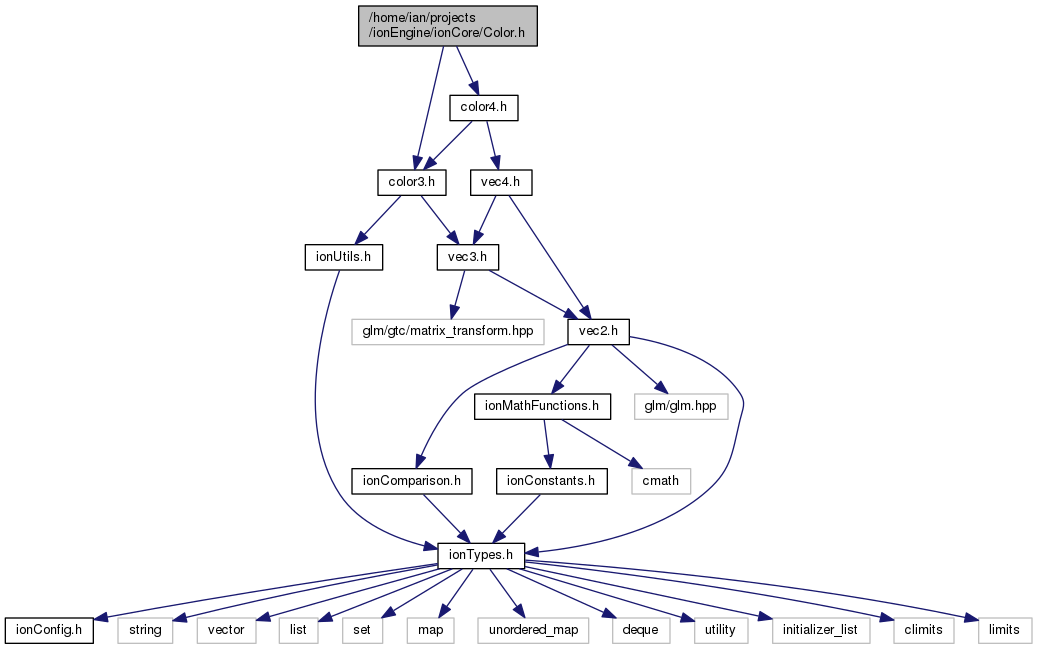 /home/ian/projects
/ionEngine/ionCore/Color.h
color4.h
color3.h
vec4.h
ionUtils.h
vec3.h
glm/gtc/matrix_transform.hpp
vec2.h
ionMathFunctions.h
glm/glm.hpp
ionComparison.h
ionConstants.h
cmath
ionTypes.h
ionConfig.h
string
vector
list
set
map
unordered_map
deque
utility
initializer_list
climits
limits